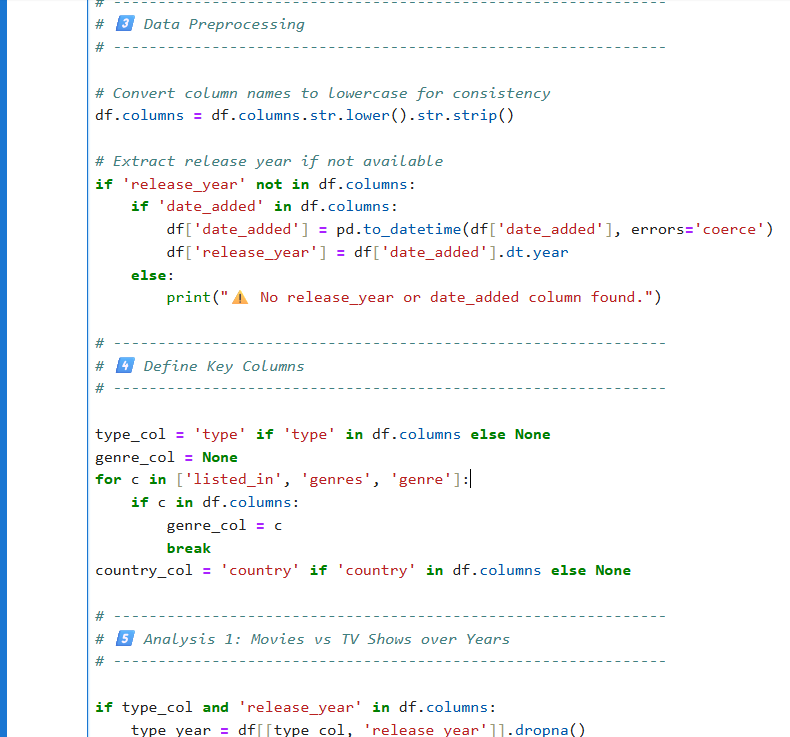 # --------------------------------------------------------------
# 3️⃣ Data Preprocessing
# --------------------------------------------------------------
# Convert column names to lowercase for consistency
df.columns = df.columns.str.lower().str.strip()
# Extract release year if not available
if 'release_year' not in df.columns:
    if 'date_added' in df.columns:
        df['date_added'] = pd.to_datetime(df['date_added'], errors='coerce')
        df['release_year'] = df['date_added'].dt.year
    else:
        print("⚠️ No release_year or date_added column found.")
# --------------------------------------------------------------
# 4️⃣ Define Key Columns
# --------------------------------------------------------------
type_col = 'type' if 'type' in df.columns else None
genre_col = None
for c in ['listed_in', 'genres', 'genre']:
    if c in df.columns:
        genre_col = c
        break
country_col = 'country' if 'country' in df.columns else None
# --------------------------------------------------------------
# 5️⃣ Analysis 1: Movies vs TV Shows over Years
# --------------------------------------------------------------
if type_col and 'release_year' in df.columns:
    type_year = df[[type_col, 'release_year']].dropna()